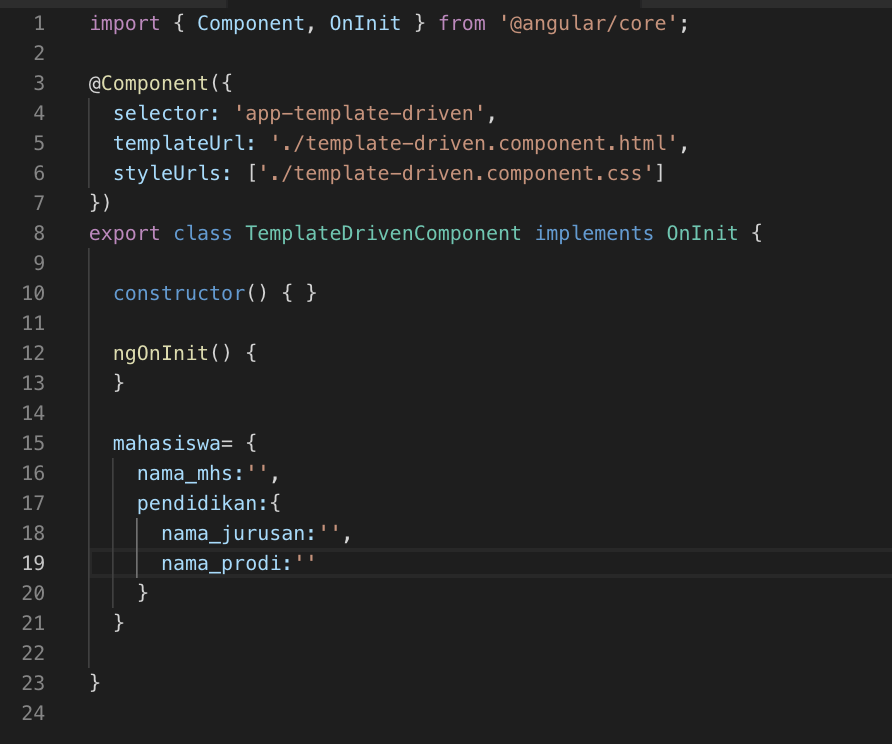 1 import { Component, OnInit } from '@angular/core';
2
3 @Component({
4   selector: 'app-template-driven',
5   templateUrl: './template-driven.component.html',
6   styleUrls: ['./template-driven.component.css']
7 })
8 export class TemplateDrivenComponent implements OnInit {
9
10   constructor() { }
11
12   ngOnInit() {
13   }
14
15   mahasiswa= {
16     nama_mhs:'',
17     pendidikan:{
18       nama_jurusan:'',
19       nama_prodi:''
20     }
21   }
22
23 }
24